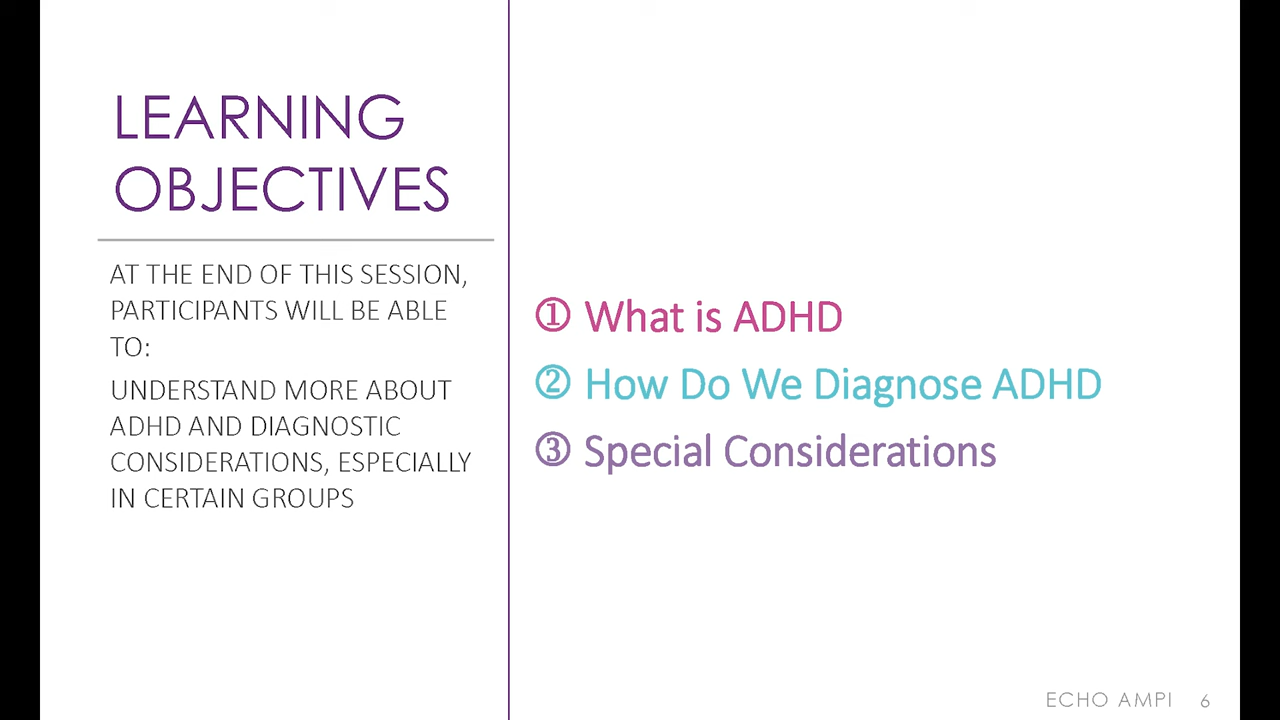 LEARNING
OBJECTIVES
AT THE END OF THIS SESSION,
PARTICIPANTS WILL BE ABLE
TO:
UNDERSTAND MORE ABOUT
ADHD AND DIAGNOSTIC
CONSIDERATIONS, ESPECIALLY
IN CERTAIN GROUPS
① What is ADHD
② How Do We Diagnose ADHD
③ Special Considerations
ECHO AMPI 6